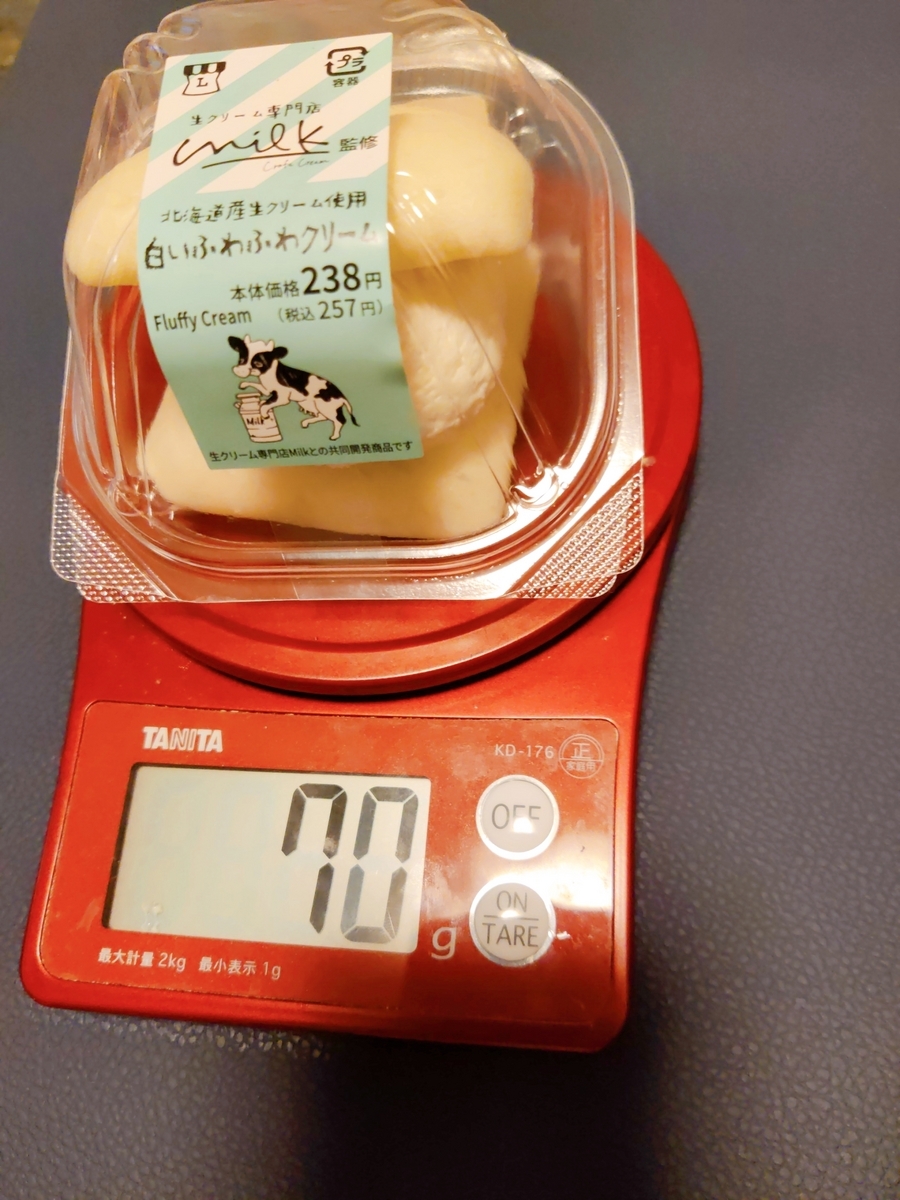 L
プラ
容器
生クリーム専門店
milk 監修
北海道産生クリーム使用
白いふわふわクリーム
本体価格238円
Fluffy Cream (税込257円)
Milk
生クリーム専門店Milkとの共同開発商品です
TANITA
KD-176 正
家庭用
OFF
70 g
ON
TARE
最大計量 2kg 最小表示 1g